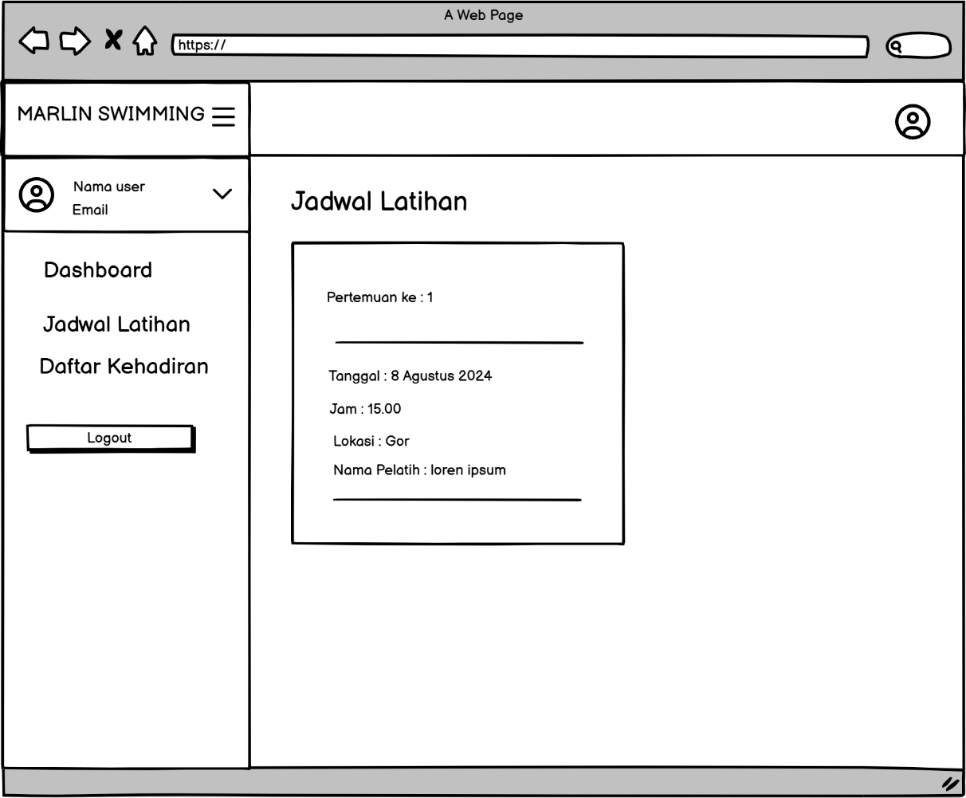 A Web Page
https://
MARLIN SWIMMING
Nama user
Email
Dashboard
Jadwal Latihan
Daftar Kehadiran
Logout
Jadwal Latihan
Pertemuan ke : 1
Tanggal : 8 Agustus 2024
Jam : 15.00
Lokasi : Gor
Nama Pelatih : loren ipsum